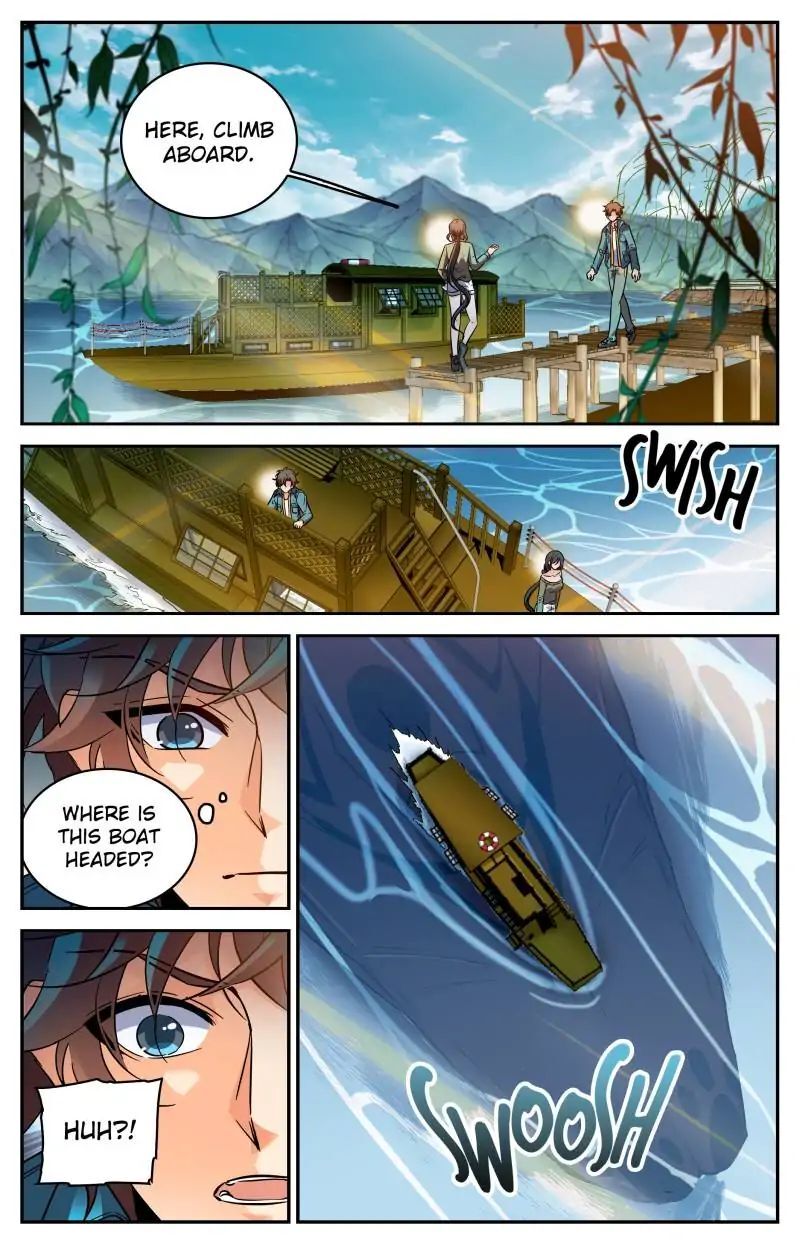 HERE, CLIMB
ABOARD.
SWISH
WHERE IS
THIS BOAT
HEADED?
HUH?!
SWOOSH